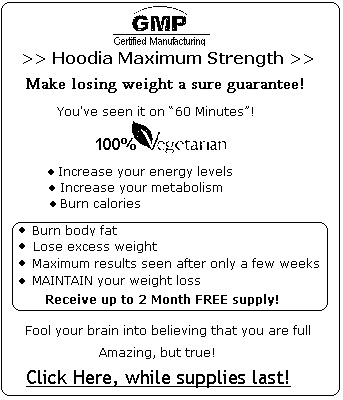 GMP
Certified Manufacturing
>> Hoodia Maximum Strength >>
Make losing weight a sure guarantee!
You've seen it on “60 Minutes”!
100% Vegetarian
◆ Increase your energy levels
◆ Increase your metabolism
◆ Burn calories
◆ Burn body fat
◆ Lose excess weight
◆ Maximum results seen after only a few weeks
◆ MAINTAIN your weight loss
Receive up to 2 Month FREE supply!
Fool your brain into believing that you are full
Amazing, but true!
Click Here, while supplies last!